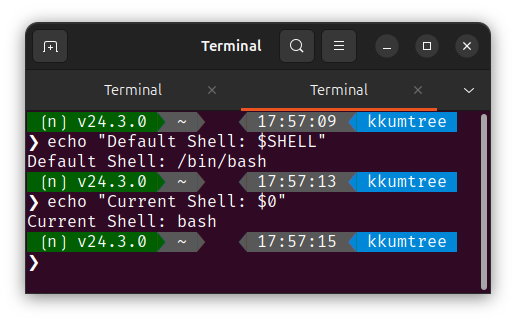 Terminal
Terminal
Terminal
(n) v24.3.0 ~ 17:57:09 kkumtree
❯ echo "Default Shell: $SHELL"
Default Shell: /bin/bash
(n) v24.3.0 ~ 17:57:13 kkumtree
❯ echo "Current Shell: $0"
Current Shell: bash
(n) v24.3.0 ~ 17:57:15 kkumtree
❯